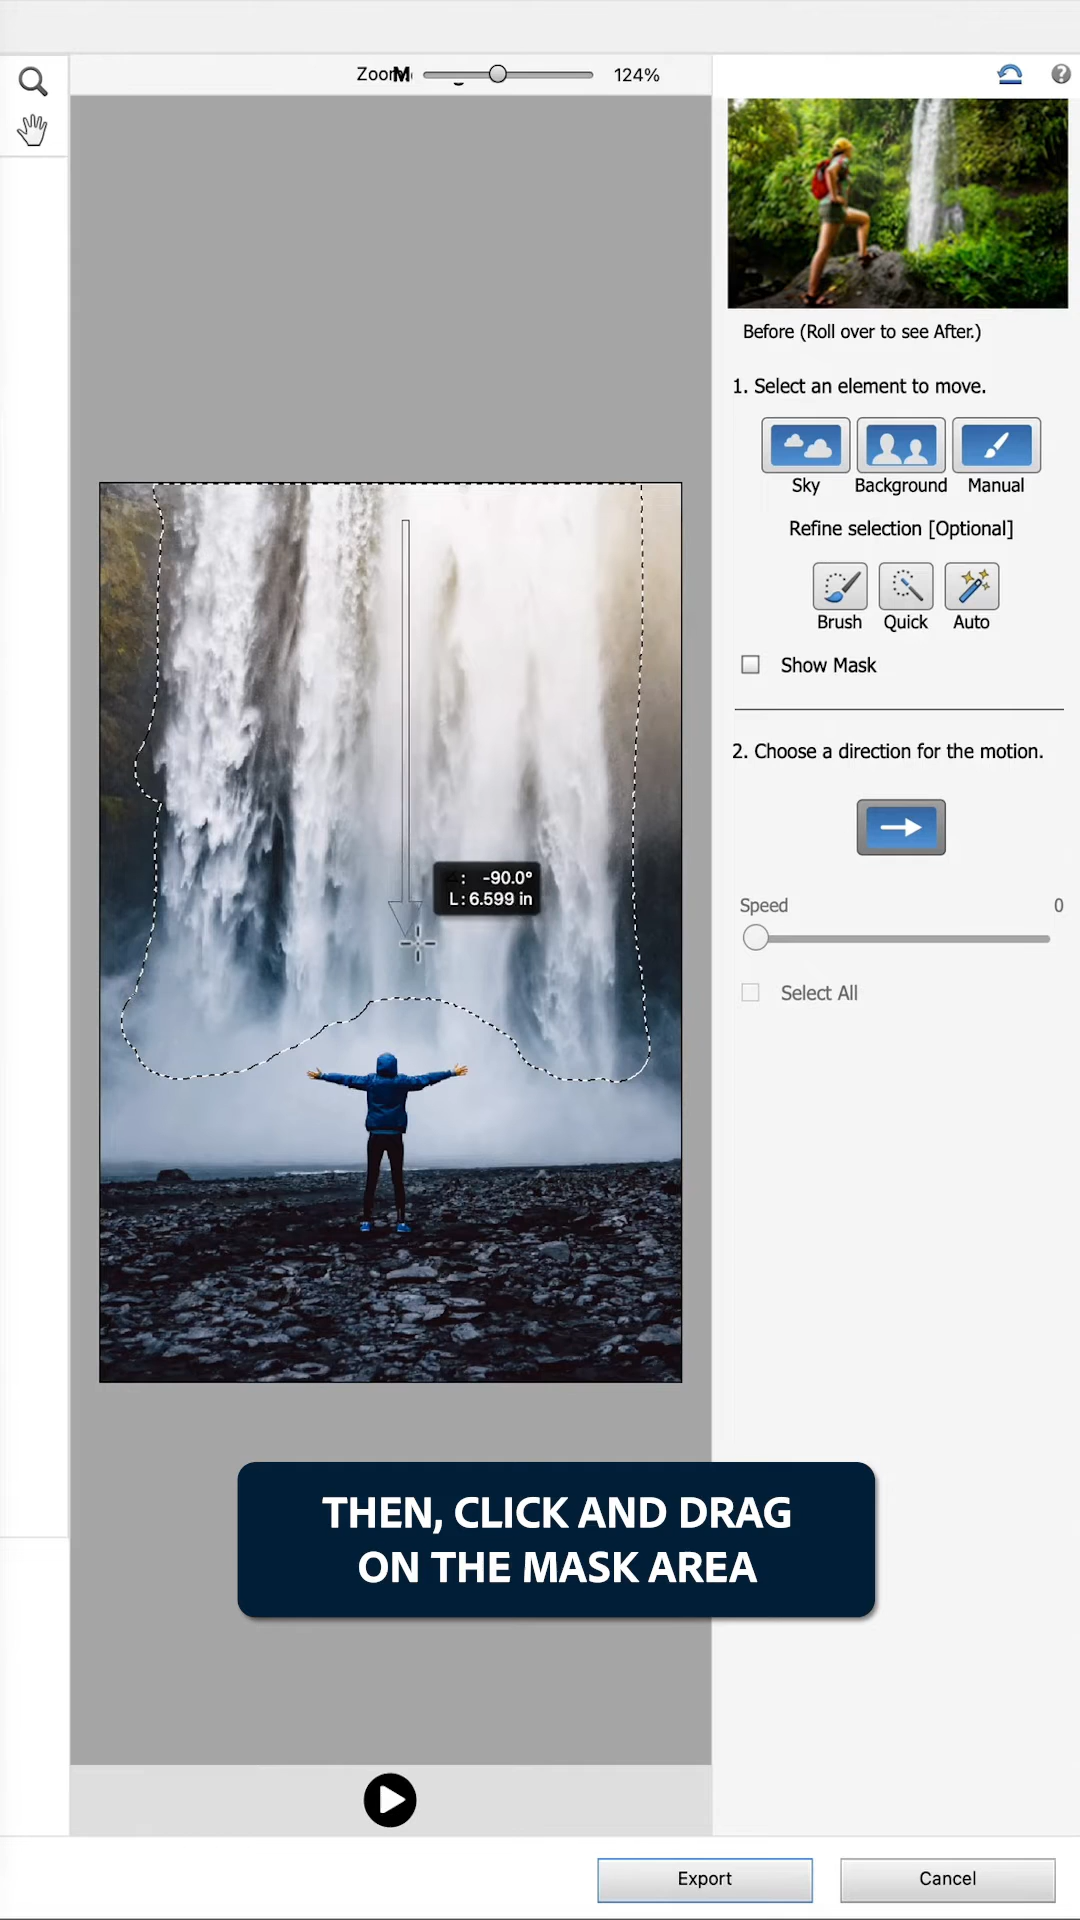 Zoom
124%
Before (Roll over to see After.)
1. Select an element to move.
Sky
Background
Manual
Refine selection [Optional]
Brush
Quick
Auto
Show Mask
2. Choose a direction for the motion.
: -90.0°
L: 6.599 in
Speed
0
Select All
THEN, CLICK AND DRAG
ON THE MASK AREA
Export
Cancel